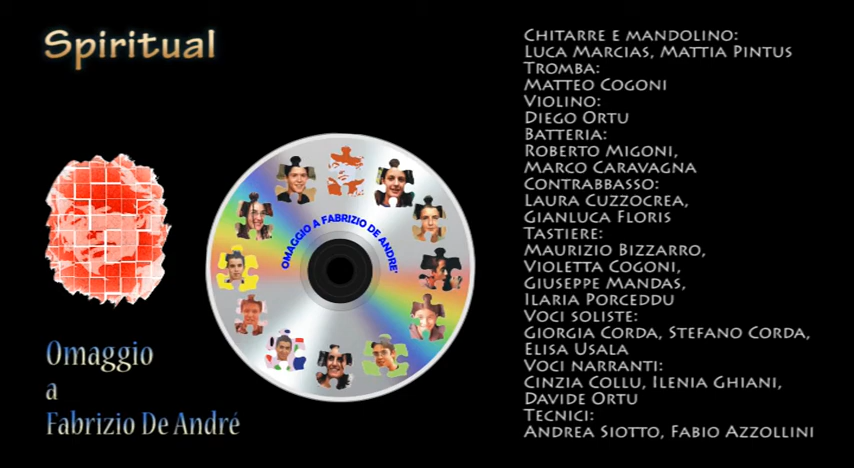 Spiritual
OMAGGIO A FABRIZIO DE ANDRE'
Omaggio
a
Fabrizio De André
Chitarre e mandolino:
Luca Marcias, Mattia Pintus
Tromba:
Matteo Cogoni
Violino:
Diego Ortu
Batteria:
Roberto Migoni,
Marco Caravagna
Contrabbasso:
Laura Cuzzocrea,
Gianluca Floris
Tastiere:
Maurizio Bizzarro,
Violetta Cogoni,
Giuseppe Mandas,
Ilaria Porceddu
Voci soliste:
Giorgia Corda, Stefano Corda,
Elisa Usala
Voci narranti:
Cinzia Collu, Ilenia Ghiani,
Davide Ortu
Tecnici:
Andrea Siotto, Fabio Azzollini